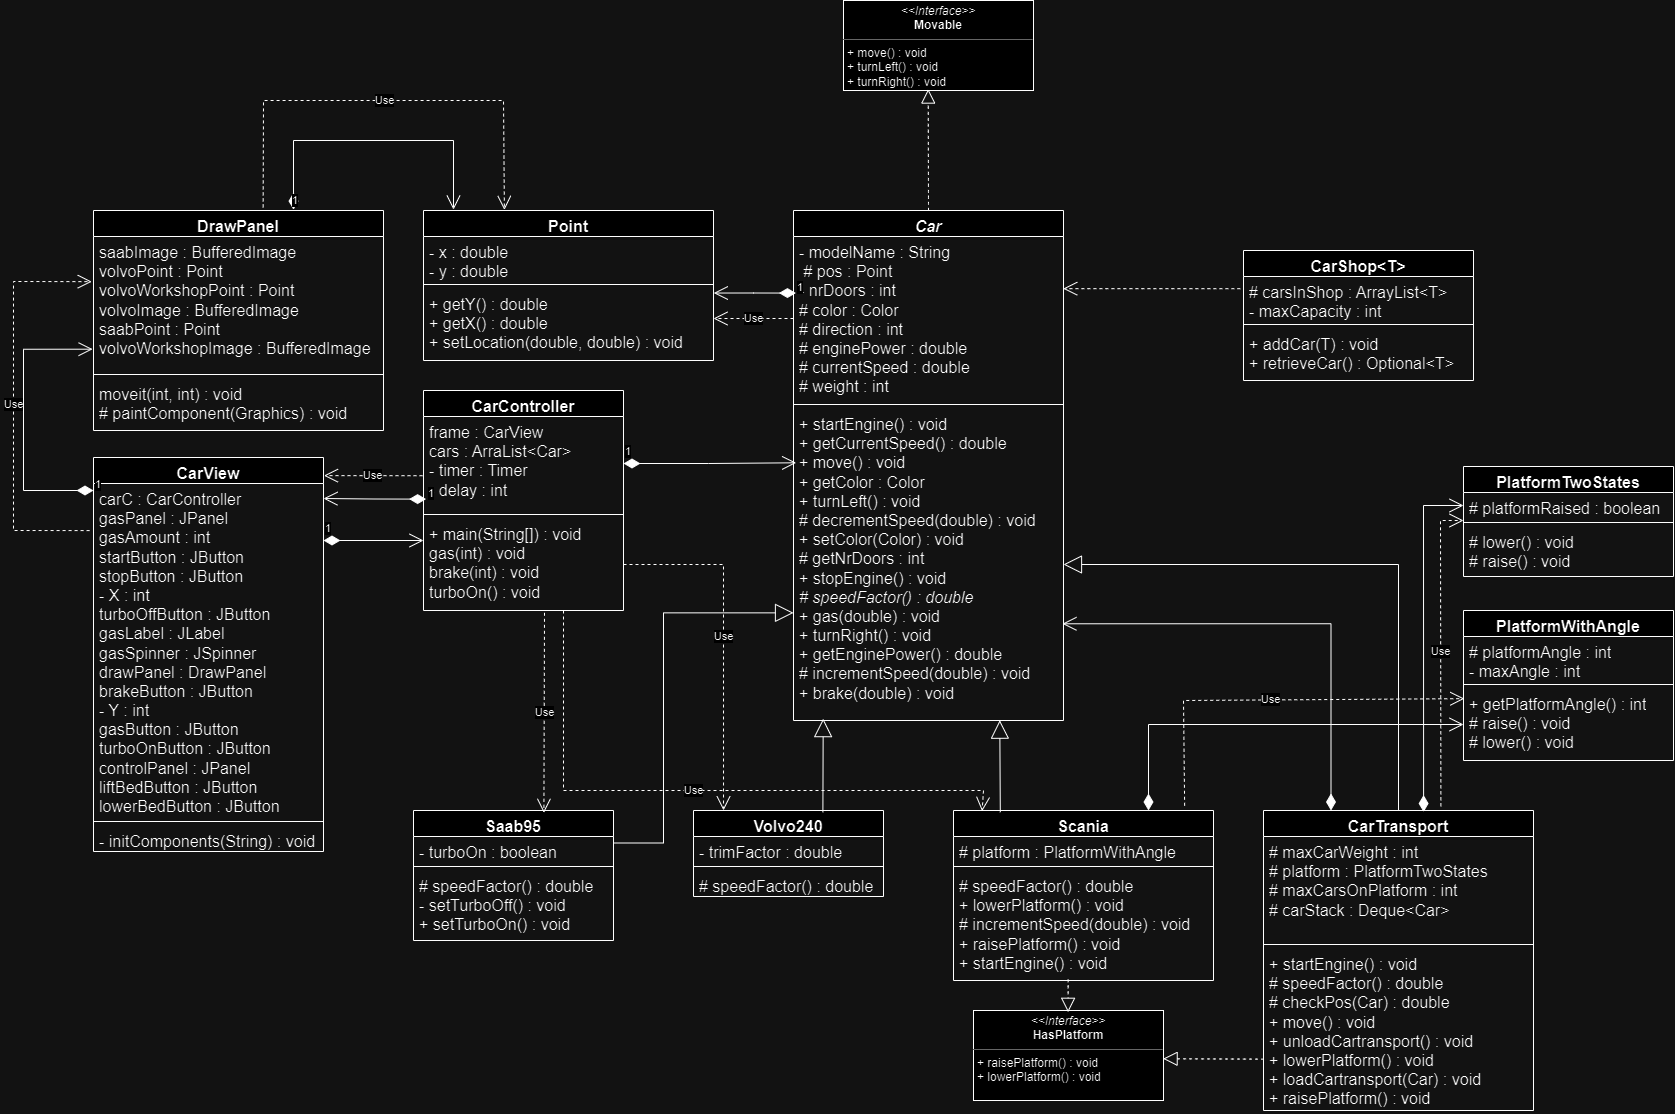 <<Interface>>
Movable
+ move() : void
+ turnLeft() : void
+ turnRight() : void
Use
1
DrawPanel
saabImage : BufferedImage
volvoPoint : Point
volvoWorkshopPoint : Point
volvoImage : BufferedImage
saabPoint : Point
volvoWorkshopImage : BufferedImage
moveit(int, int) : void
# paintComponent(Graphics) : void
Point
- x : double
- y : double
+ getY() : double
+ getX() : double
+ setLocation(double, double) : void
1
Use
Car
- modelName : String
# pos : Point
nrDoors : int
# color : Color
# direction : int
# enginePower : double
# currentSpeed : double
# weight : int
+ startEngine() : void
+ getCurrentSpeed() : double
+ move() : void
+ getColor : Color
+ turnLeft() : void
# decrementSpeed(double) : void
+ setColor(Color) : void
# getNrDoors : int
+ stopEngine() : void
# speedFactor() : double
+ gas(double) : void
+ turnRight() : void
+ getEnginePower() : double
# incrementSpeed(double) : void
+ brake(double) : void
CarShop<T>
# carsInShop : ArrayList<T>
- maxCapacity : int
+ addCar(T) : void
+ retrieveCar() : Optional<T>
Use
CarController
frame : CarView
cars : ArraList<Car>
- timer : Timer
delay : int
+ main(String[]) : void
gas(int) : void
brake(int) : void
turboOn() : void
1
Use
1
1
1
CarView
carC : CarController
gasPanel : JPanel
gasAmount : int
startButton : JButton
stopButton : JButton
- X : int
turboOffButton : JButton
gasLabel : JLabel
gasSpinner : JSpinner
drawPanel : DrawPanel
brakeButton : JButton
- Y : int
gasButton : JButton
turboOnButton : JButton
controlPanel : JPanel
liftBedButton : JButton
lowerBedButton : JButton
- initComponents(String) : void
PlatformTwoStates
# platformRaised : boolean
# lower() : void
# raise() : void
PlatformWithAngle
# platformAngle : int
- maxAngle : int
+ getPlatformAngle() : int
# raise() : void
# lower() : void
Use
Use
Use
Use
Use
Saab95
- turboOn : boolean
# speedFactor() : double
- setTurboOff() : void
+ setTurboOn() : void
Volvo240
- trimFactor : double
# speedFactor() : double
Scania
# platform : PlatformWithAngle
# speedFactor() : double
+ lowerPlatform() : void
# incrementSpeed(double) : void
+ raisePlatform() : void
+ startEngine() : void
CarTransport
# maxCarWeight : int
# platform : PlatformTwoStates
# maxCarsOnPlatform : int
# carStack : Deque<Car>
+ startEngine() : void
# speedFactor() : double
# checkPos(Car) : double
+ move() : void
+ unloadCartransport() : void
+ lowerPlatform() : void
+ loadCartransport(Car) : void
+ raisePlatform() : void
<<Interface>>
HasPlatform
+ raisePlatform() : void
+ lowerPlatform() : void